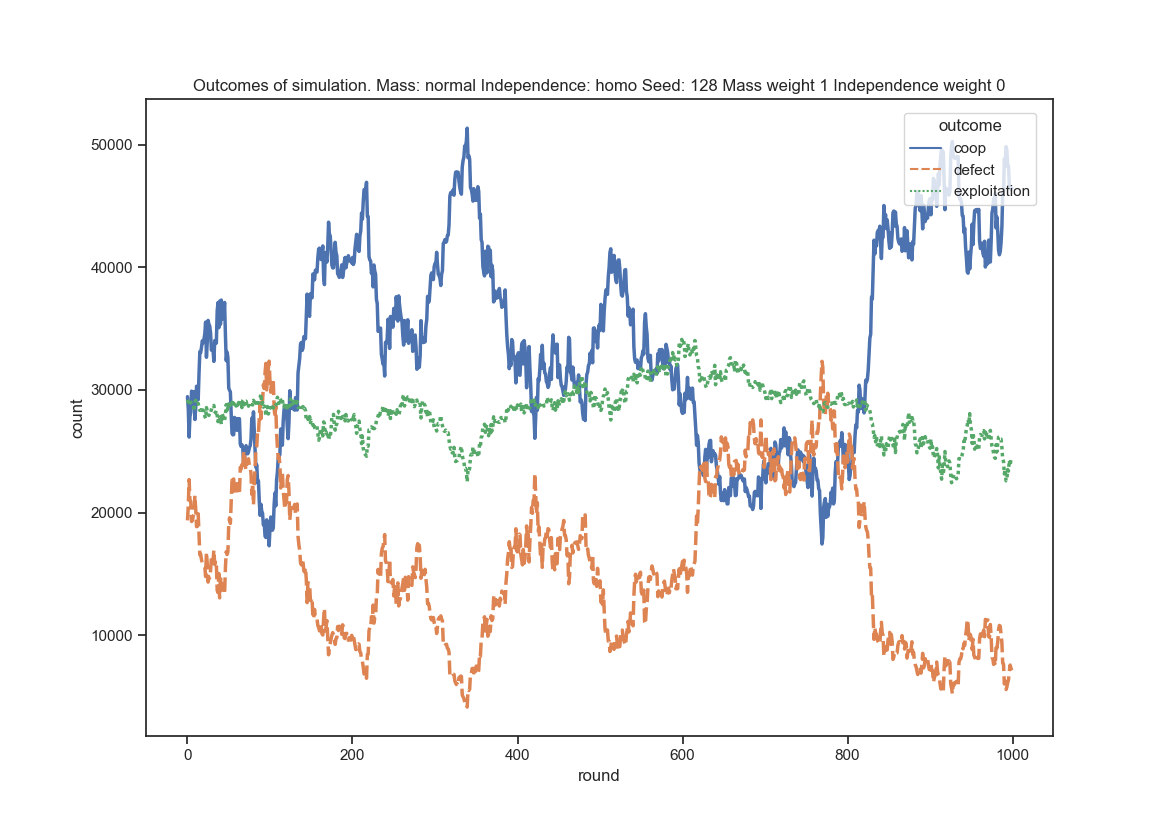 Outcomes of simulation. Mass: normal Independence: homo Seed: 128 Mass weight 1 Independence weight 0
outcome
coop
defect
exploitation
50000
40000
30000
20000
10000
count
0
200
400
600
800
1000
round